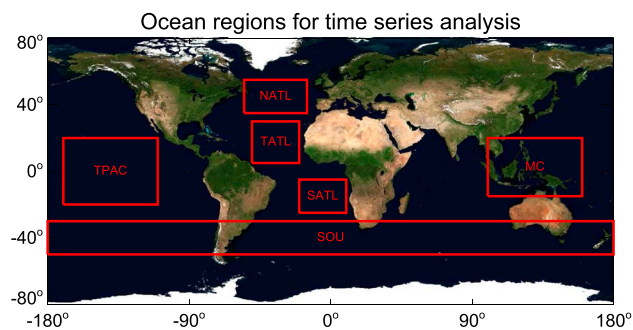 Ocean regions for time series analysis
80°
40°
0°
-40°
-80°
NATL
TATL
TPAC
MC
SATL
SOU
-180° -90° 0° 90° 180°